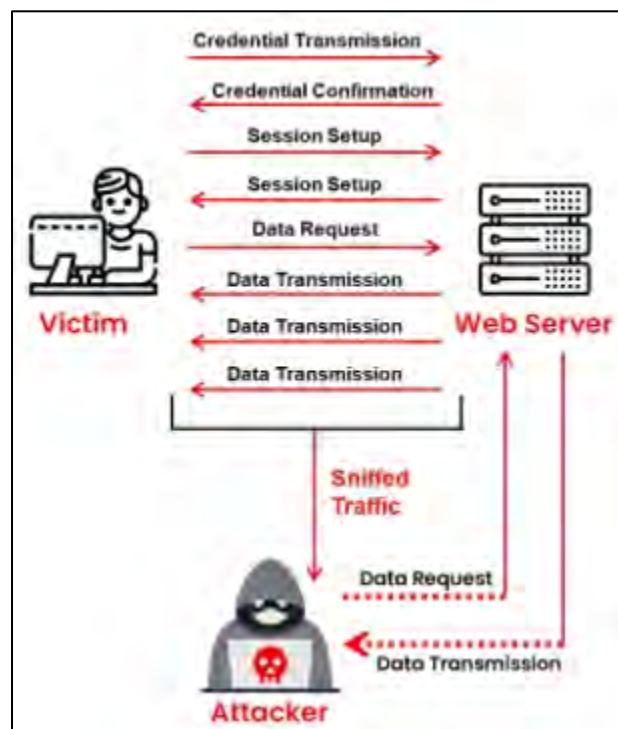 Credential Transmission
Credential Confirmation
Session Setup
Session Setup
Data Request
Data Transmission
Victim
Web Server
Data Transmission
Data Transmission
Sniffed
Traffic
Data Request
Data Transmission
Attacker